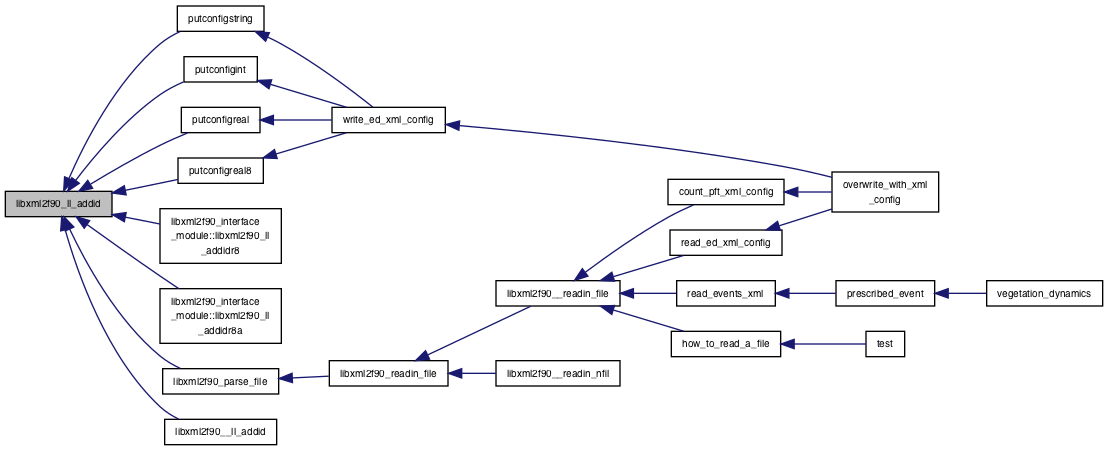 putconfigstring
putconfigint
putconfigreal
write_ed_xml_config
putconfigreal8
count_pft_xml_config
overwrite_with_xml
_config
libxml2f90_ll_addid
libxml2f90_interface
_module::libxml2f90_ll
_addidr8
read_ed_xml_config
libxml2f90_interface
_module::libxml2f90_ll
_addidr8a
libxml2f90__readin_file
read_events_xml
prescribed_event
vegetation_dynamics
how_to_read_a_file
test
libxml2f90_parse_file
libxml2f90_readin_file
libxml2f90__readin_nfil
libxml2f90__ll_addid